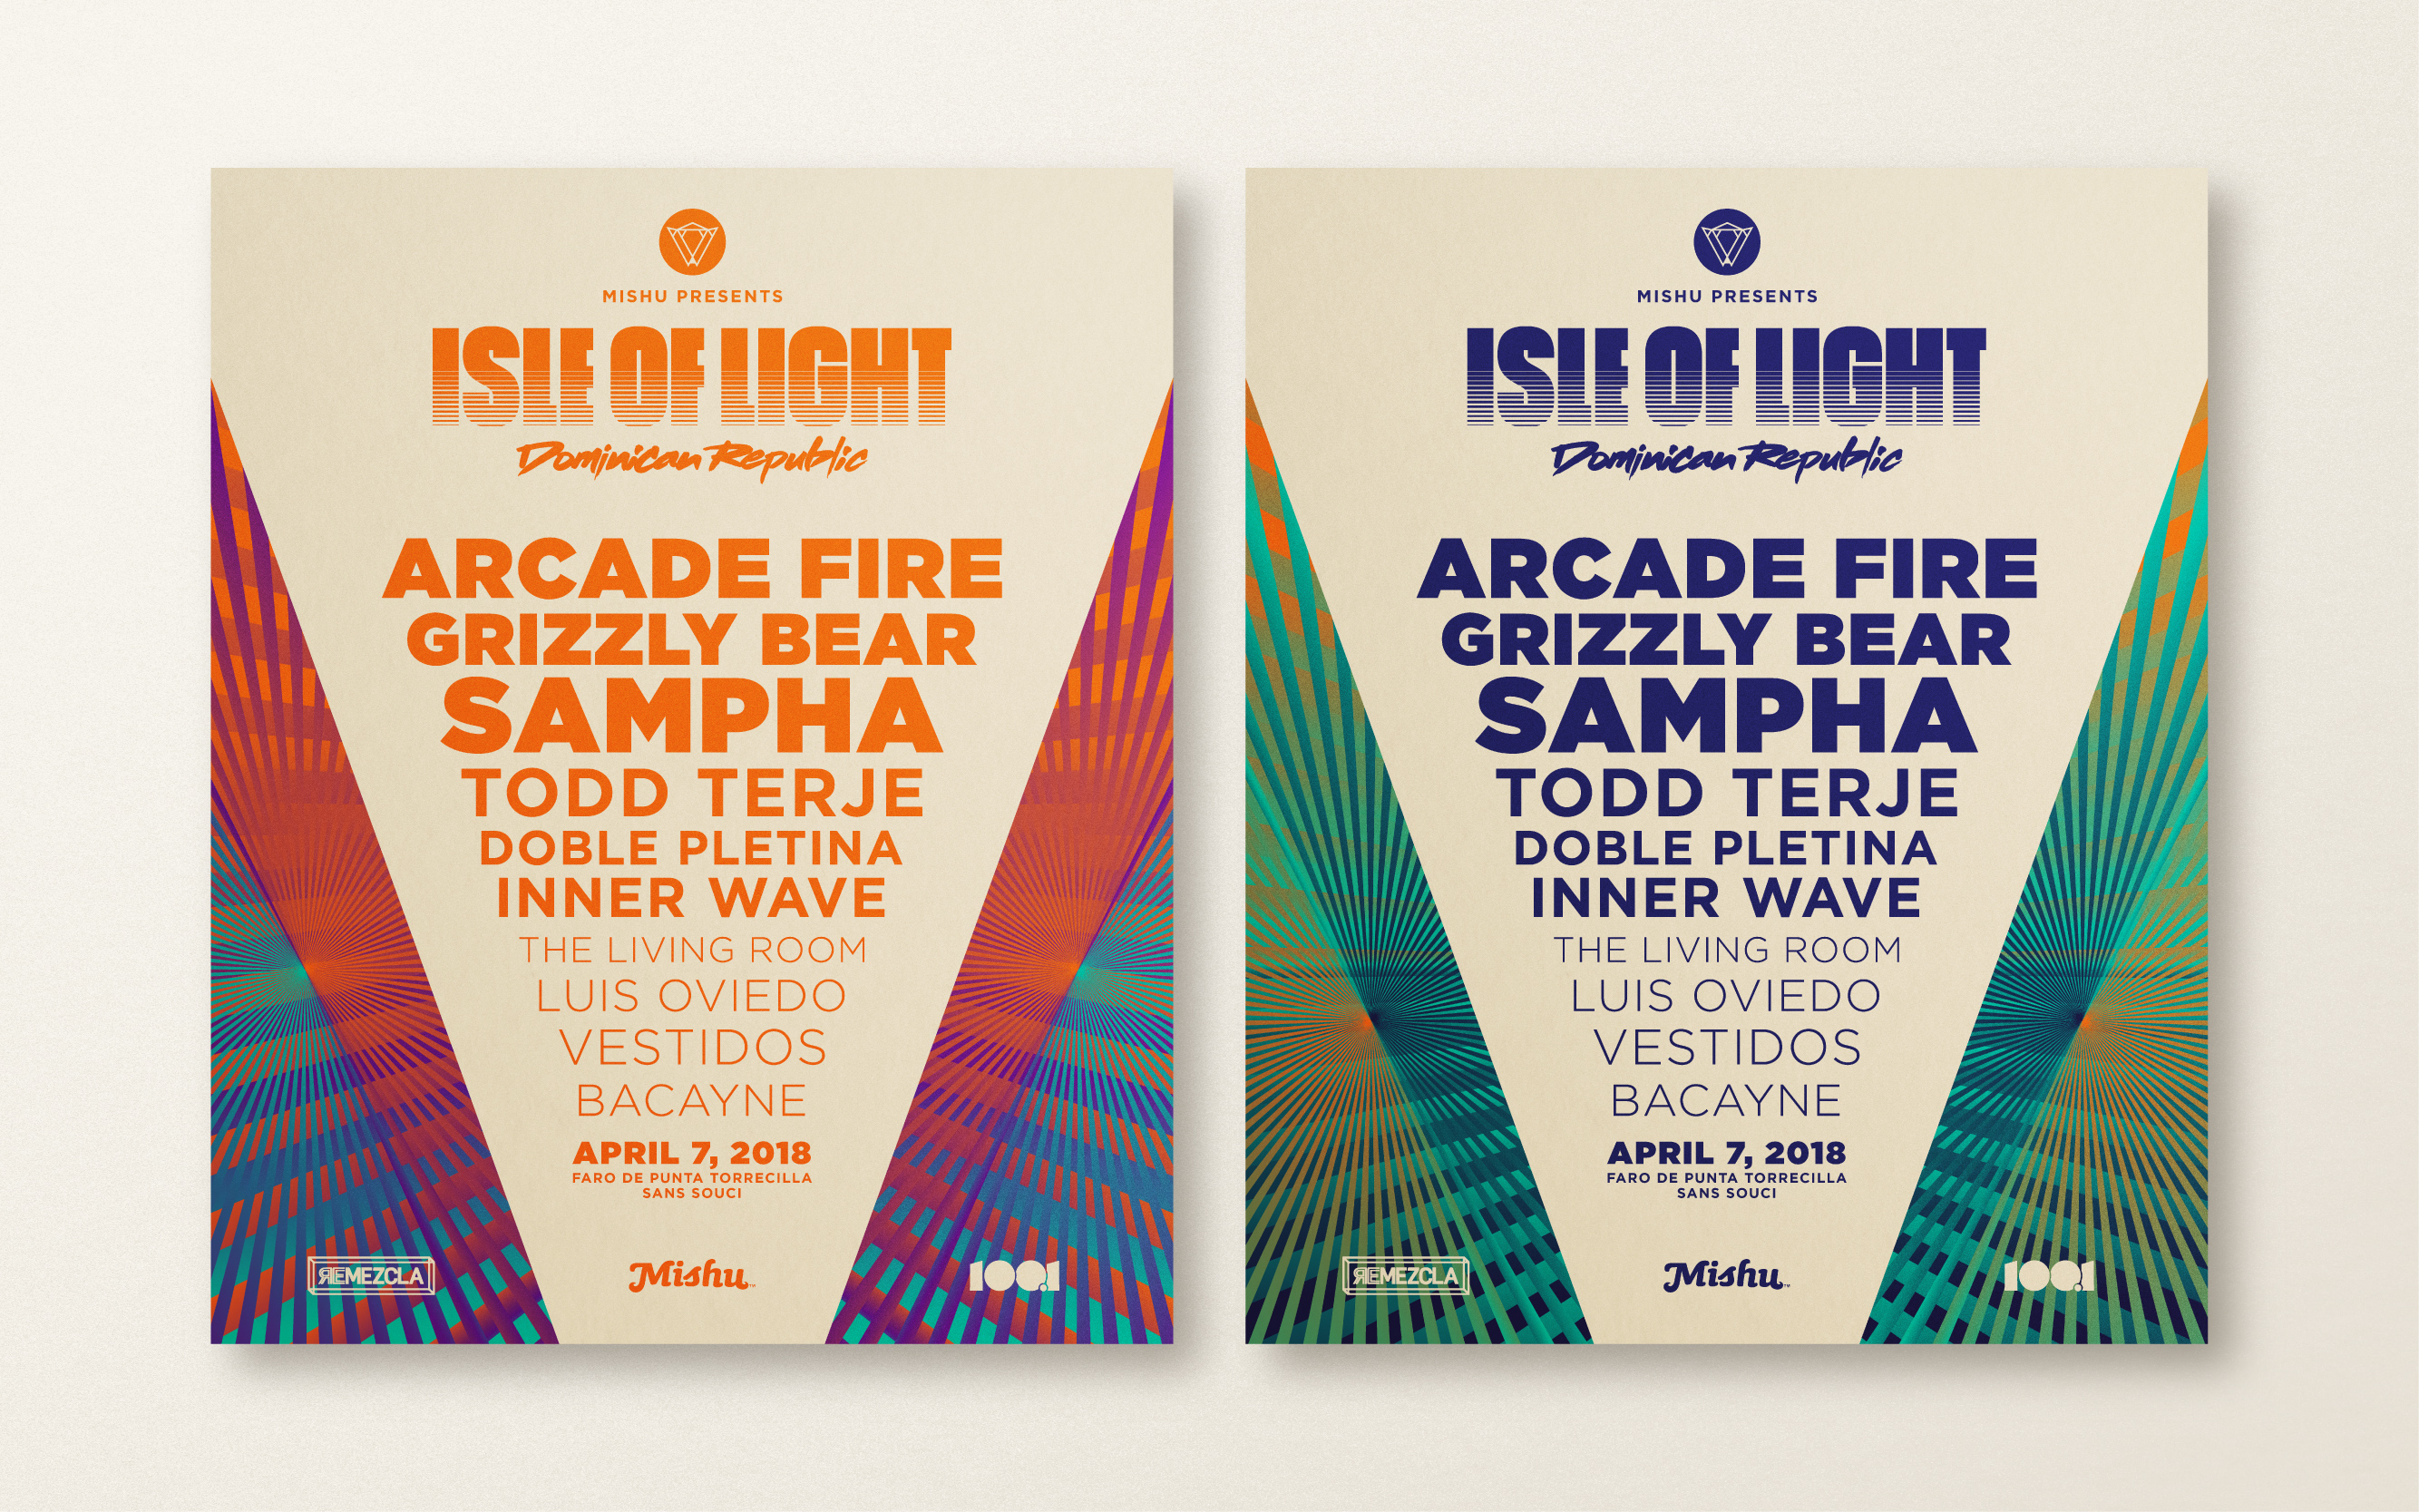 MISHU PRESENTS
ISLE OF LIGHT
Dominican Republic
ARCADE FIRE
GRIZZLY BEAR
SAMPHA
TODD TERJE
DOBLE PLETINA
INNER WAVE
THE LIVING ROOM
LUIS OVIEDO
VESTIDOS
BACAYNE
APRIL 7, 2018
FARO DE PUNTA TORRECILLA
SANS SOUCI
REMEZCLA
Mishu™
100.1
MISHU PRESENTS
ISLE OF LIGHT
Dominican Republic
ARCADE FIRE
GRIZZLY BEAR
SAMPHA
TODD TERJE
DOBLE PLETINA
INNER WAVE
THE LIVING ROOM
LUIS OVIEDO
VESTIDOS
BACAYNE
APRIL 7, 2018
FARO DE PUNTA TORRECILLA
SANS SOUCI
REMEZCLA
Mishu™
100.1